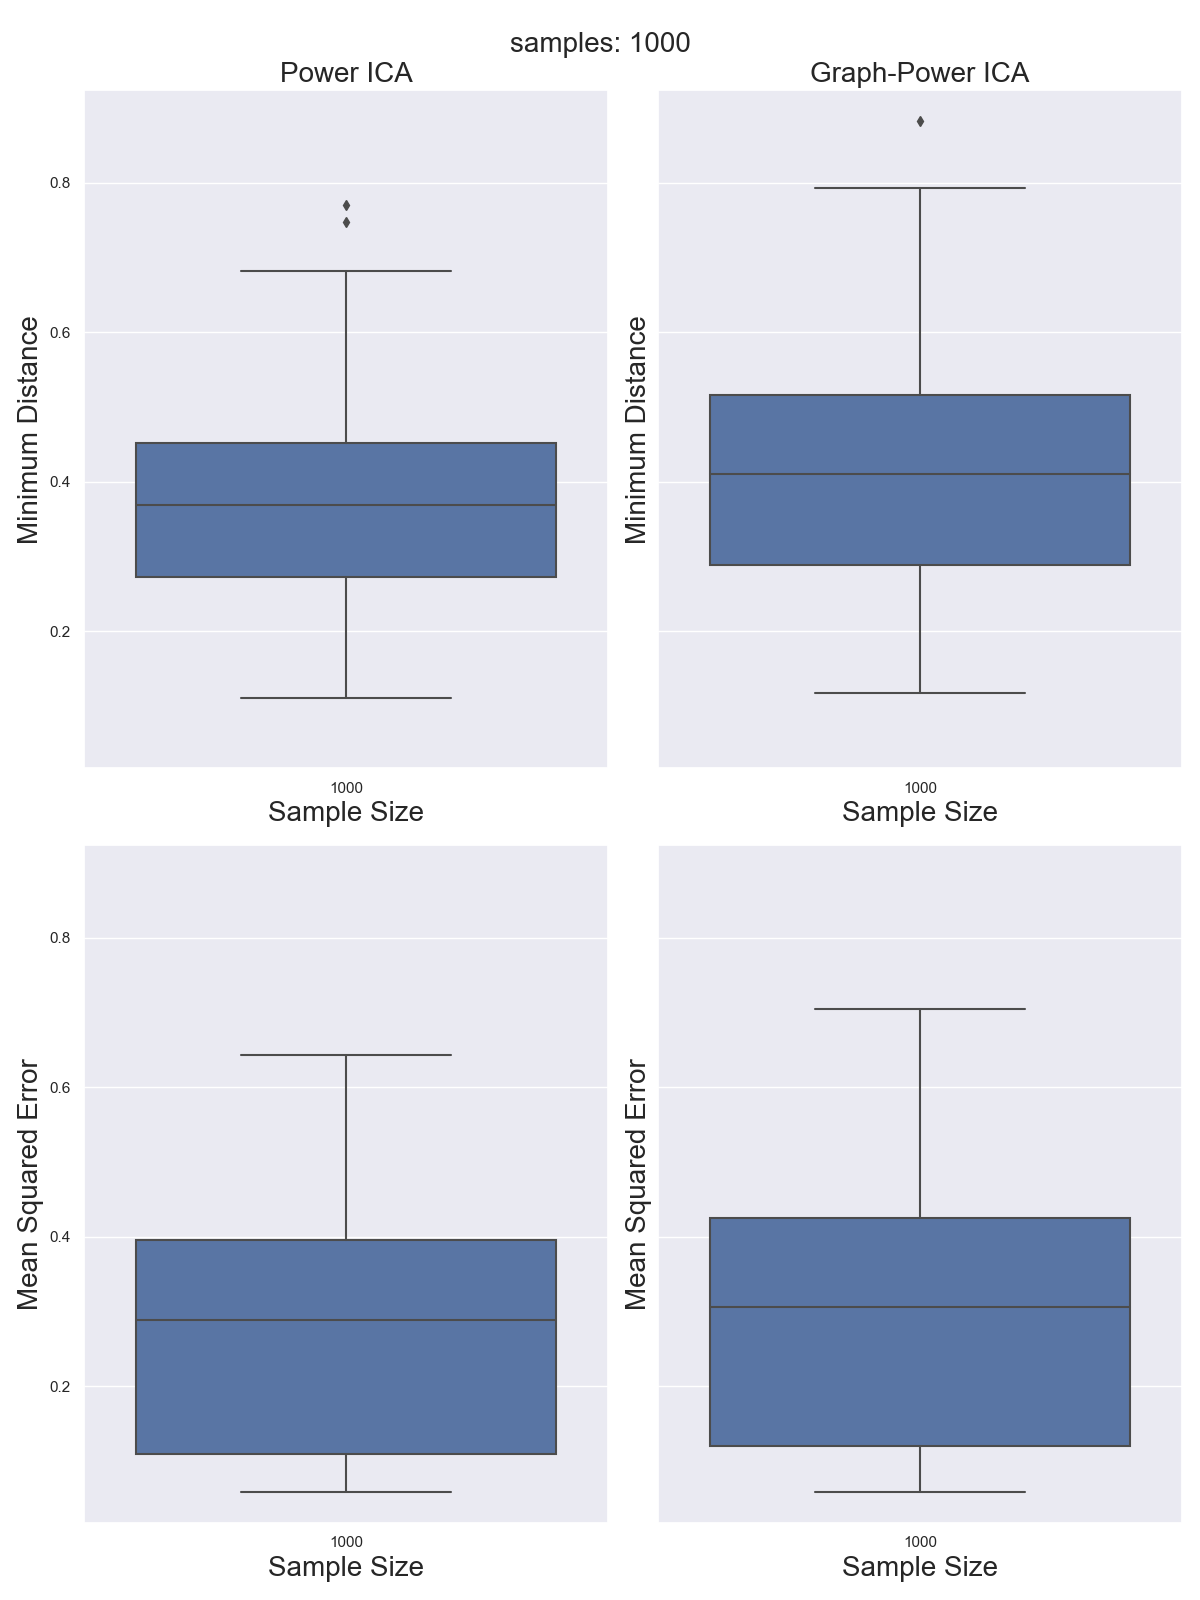 samples: 1000
Power ICA
Graph-Power ICA
0.8
0.6
0.4
0.2
Minimum Distance
Minimum Distance
1000
1000
Sample Size
Sample Size
0.8
0.6
0.4
0.2
Mean Squared Error
Mean Squared Error
1000
1000
Sample Size
Sample Size